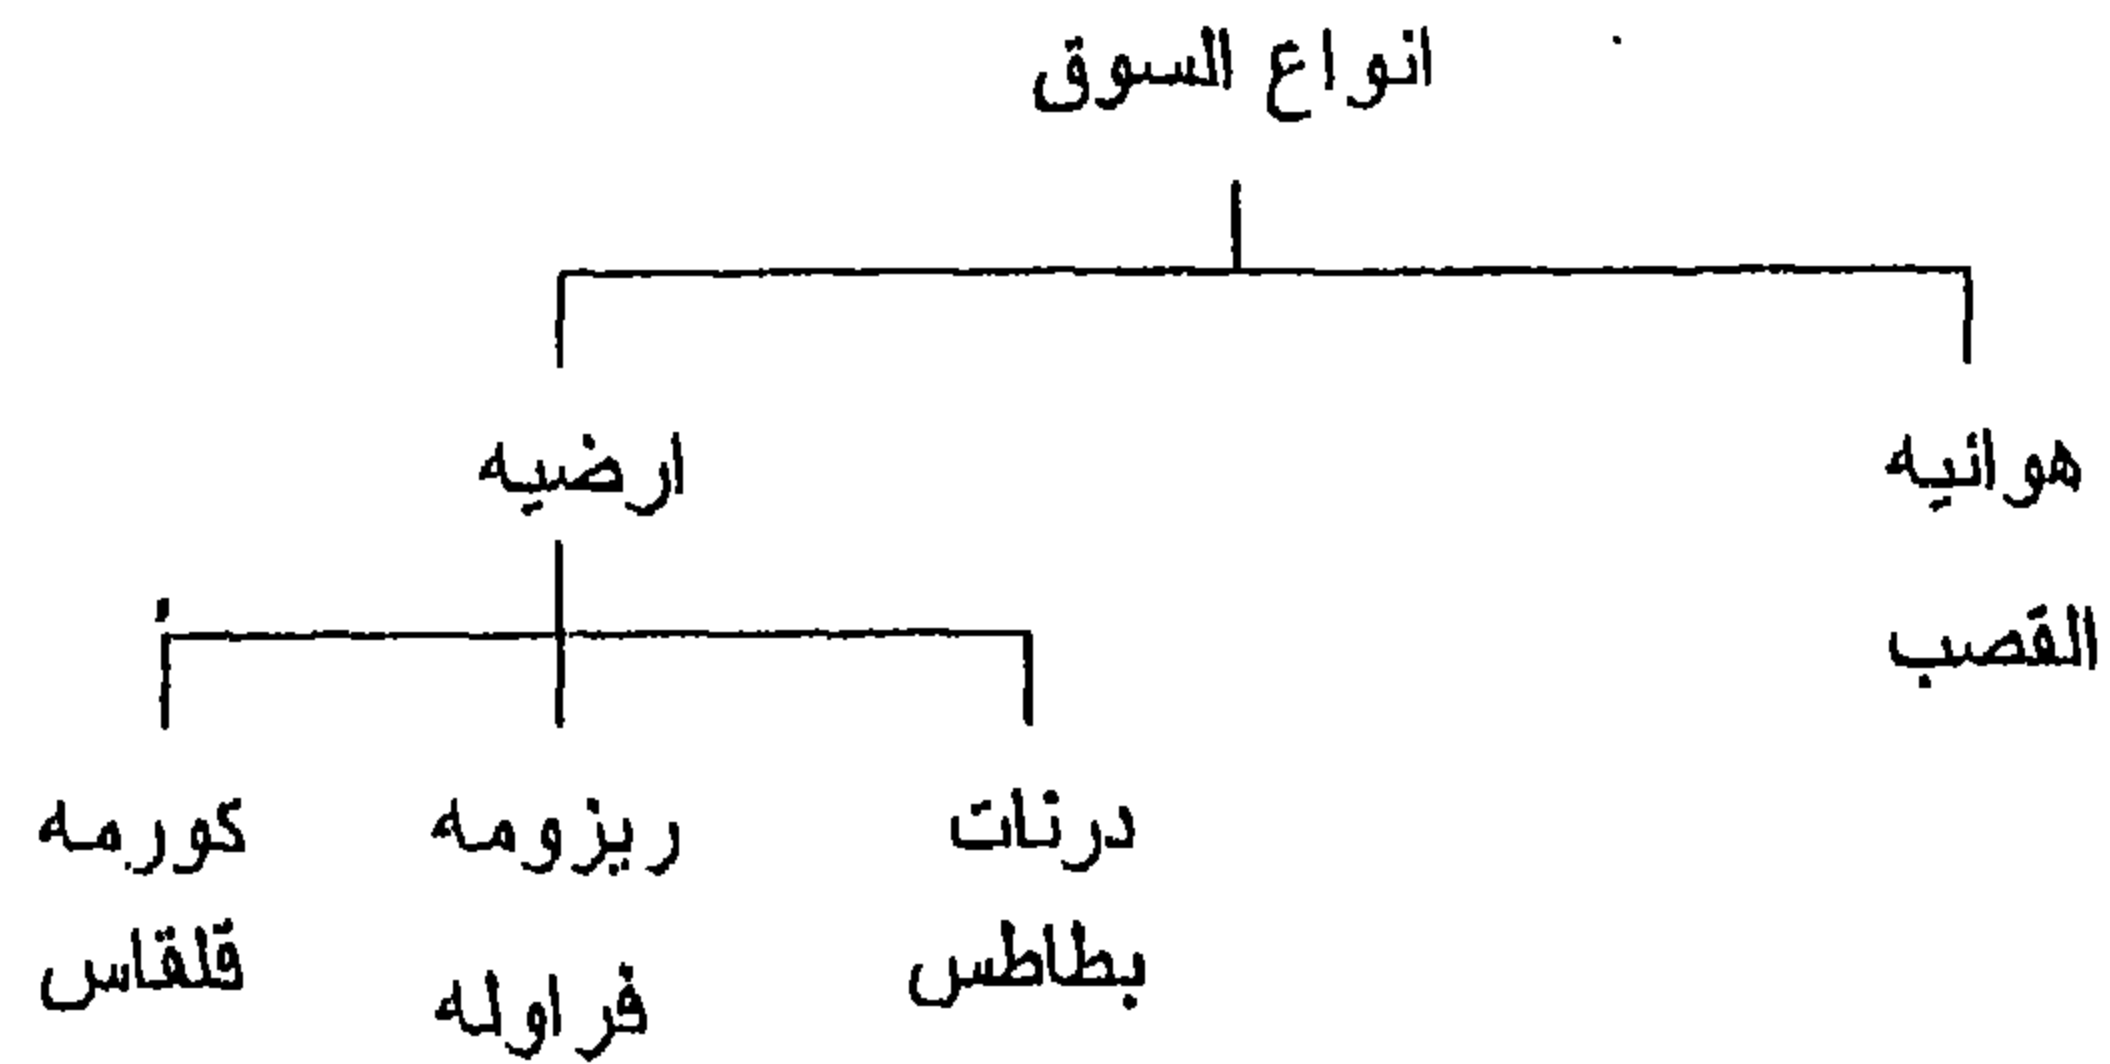 انواع السوق
هوائيه
ارضيه
القصب
درنات
ريزومه
كورمه
بطاطس
فراوله
قلقاس